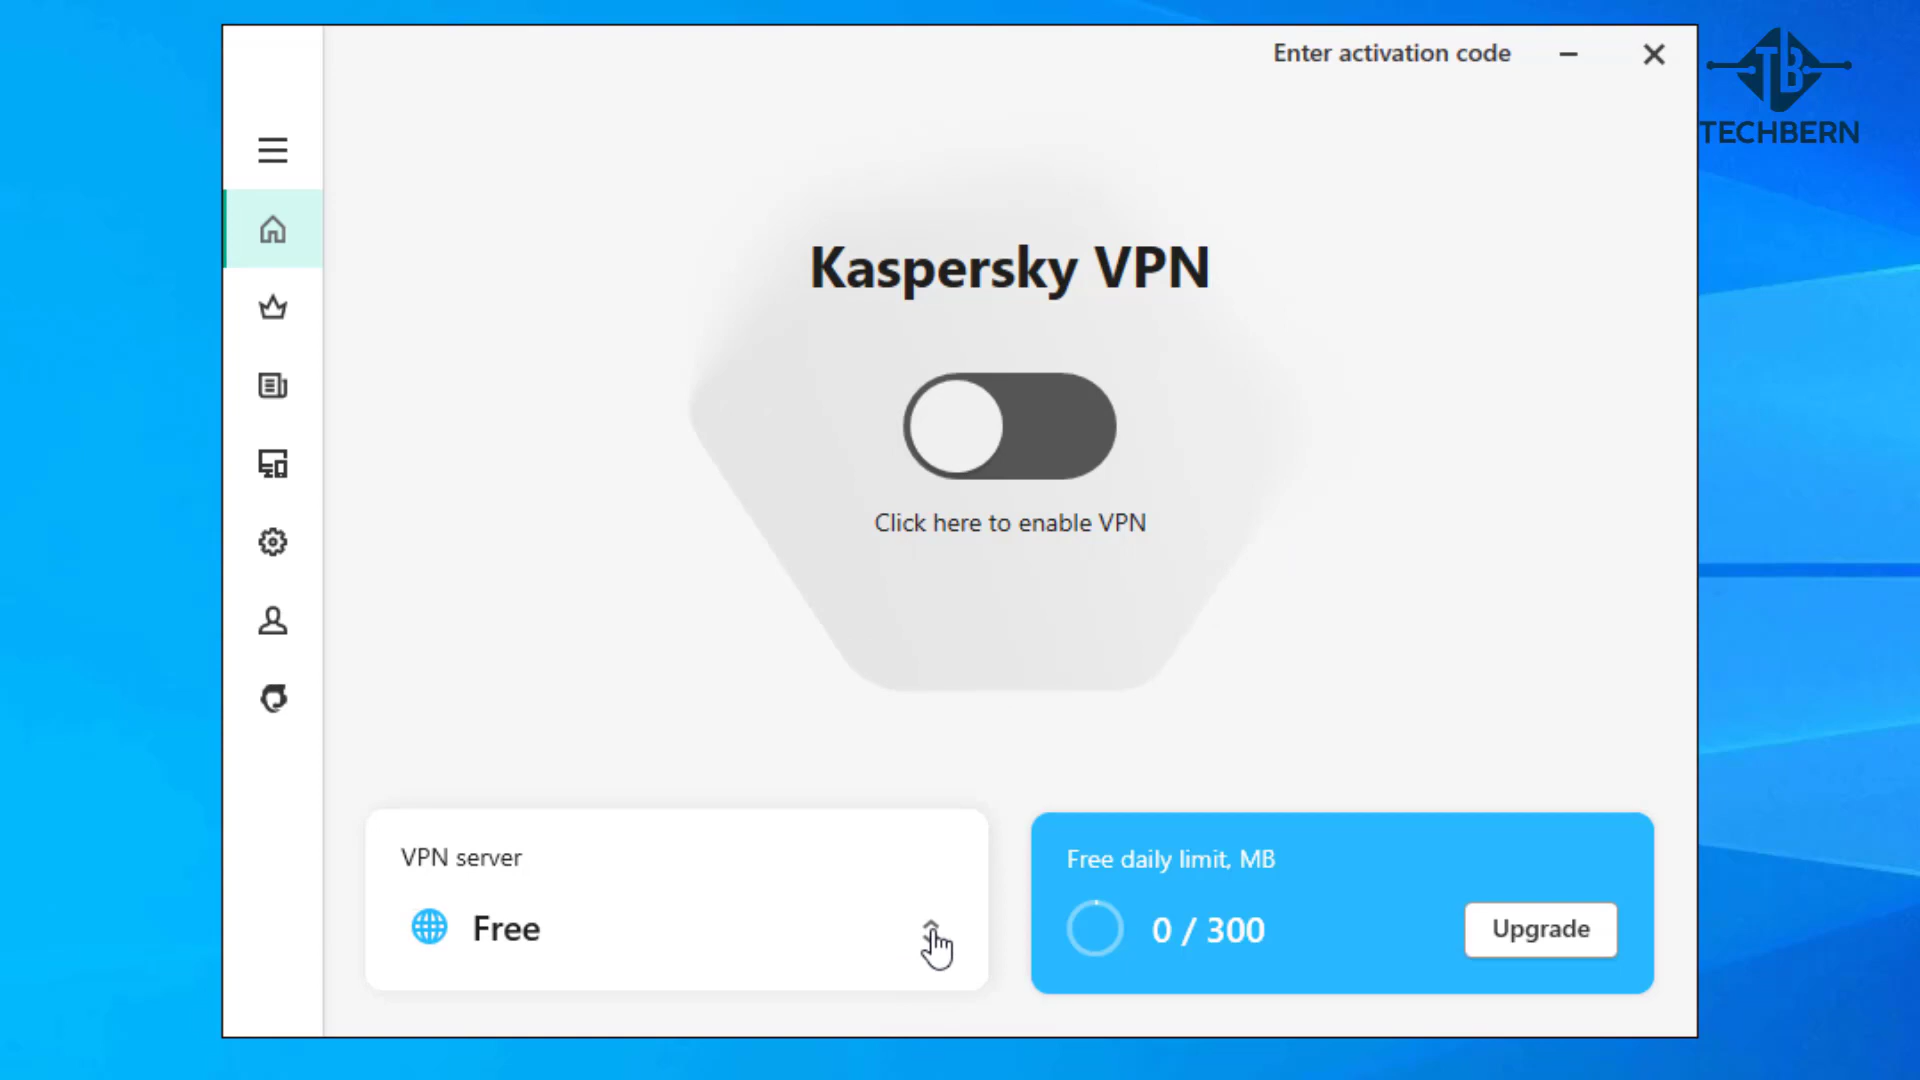 Enter activation code
TB
TECHBERN
Kaspersky VPN
Click here to enable VPN
VPN server
Free
Free daily limit, MB
0 / 300
Upgrade